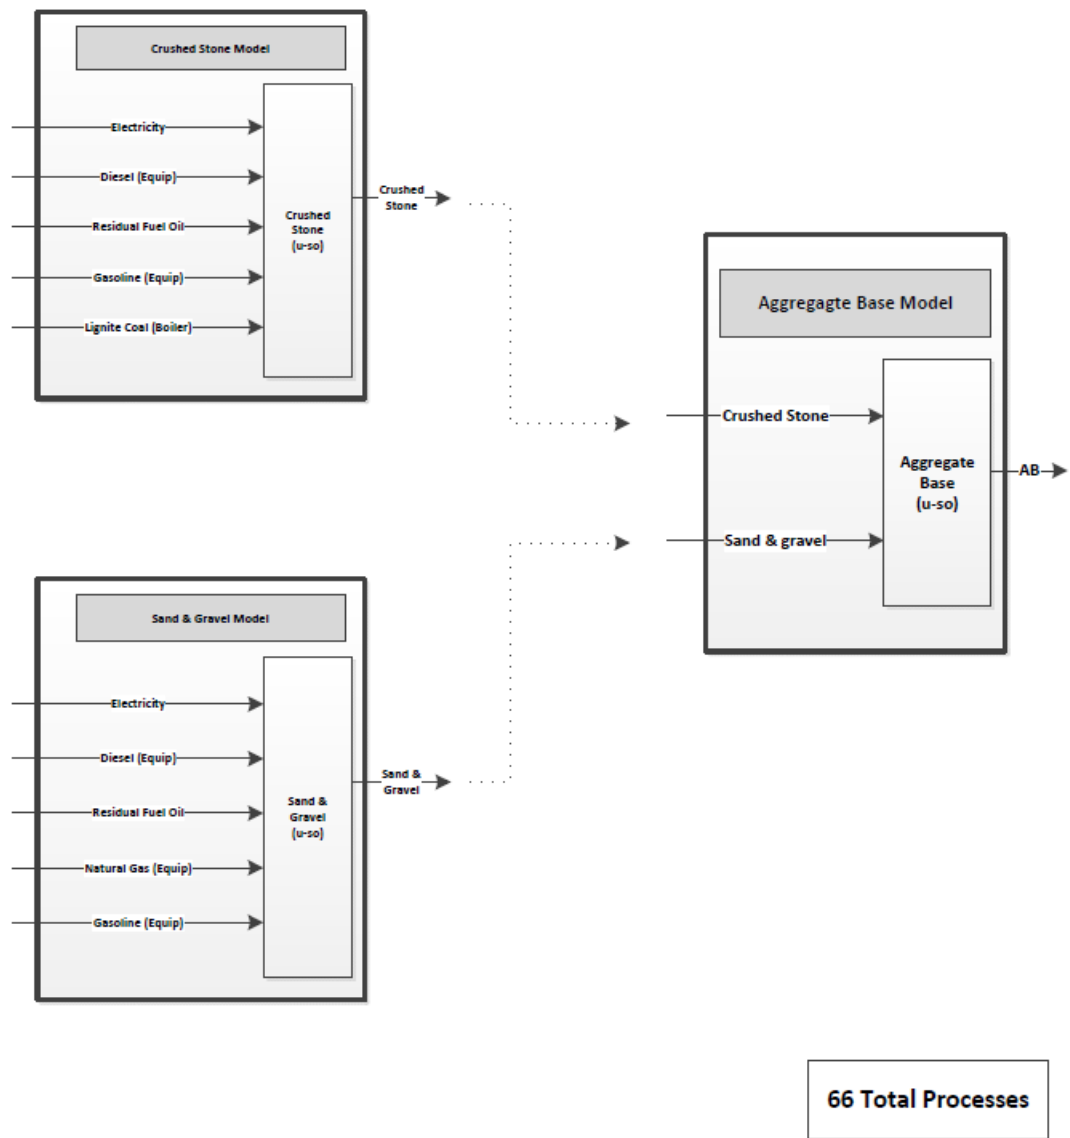 Crushed Stone Model
Electricity
Diesel (Equip)
Residual Fuel Oil
Gasoline (Equip)
Lignite Coal (Boiler)
Crushed
Stone
(u-so)
Crushed
Stone
Aggregagte Base Model
Crushed Stone
Sand & gravel
Aggregate
Base
(u-so)
AB
Sand & Gravel Model
Electricity
Diesel (Equip)
Residual Fuel Oil
Natural Gas (Equip)
Gasoline (Equip)
Sand &
Gravel
(u-so)
Sand &
Gravel
66 Total Processes